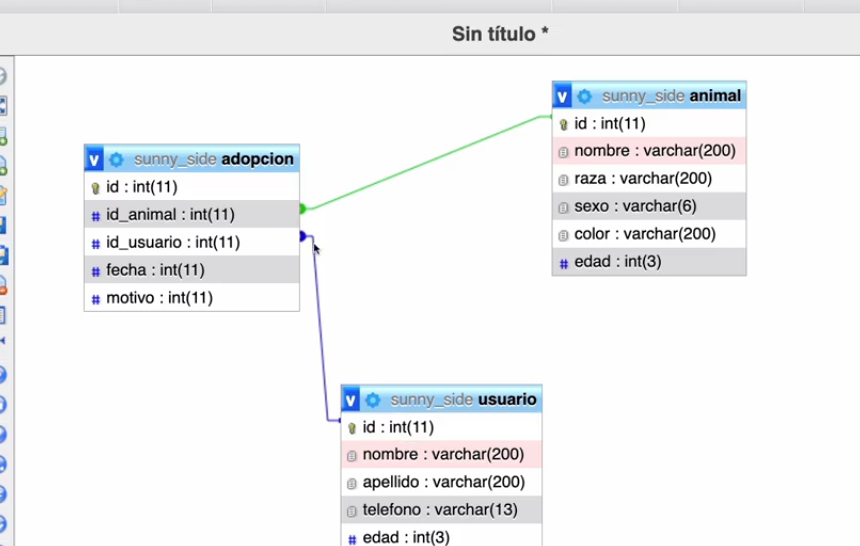 Sin título *
sunny_side animal
id : int(11)
nombre : varchar(200)
raza : varchar(200)
sexo : varchar(6)
color : varchar(200)
edad : int(3)
sunny_side adopcion
id : int(11)
id_animal : int(11)
id_usuario : int(11)
fecha : int(11)
motivo : int(11)
sunny_side usuario
id : int(11)
nombre : varchar(200)
apellido : varchar(200)
telefono : varchar(13)
edad : int(3)